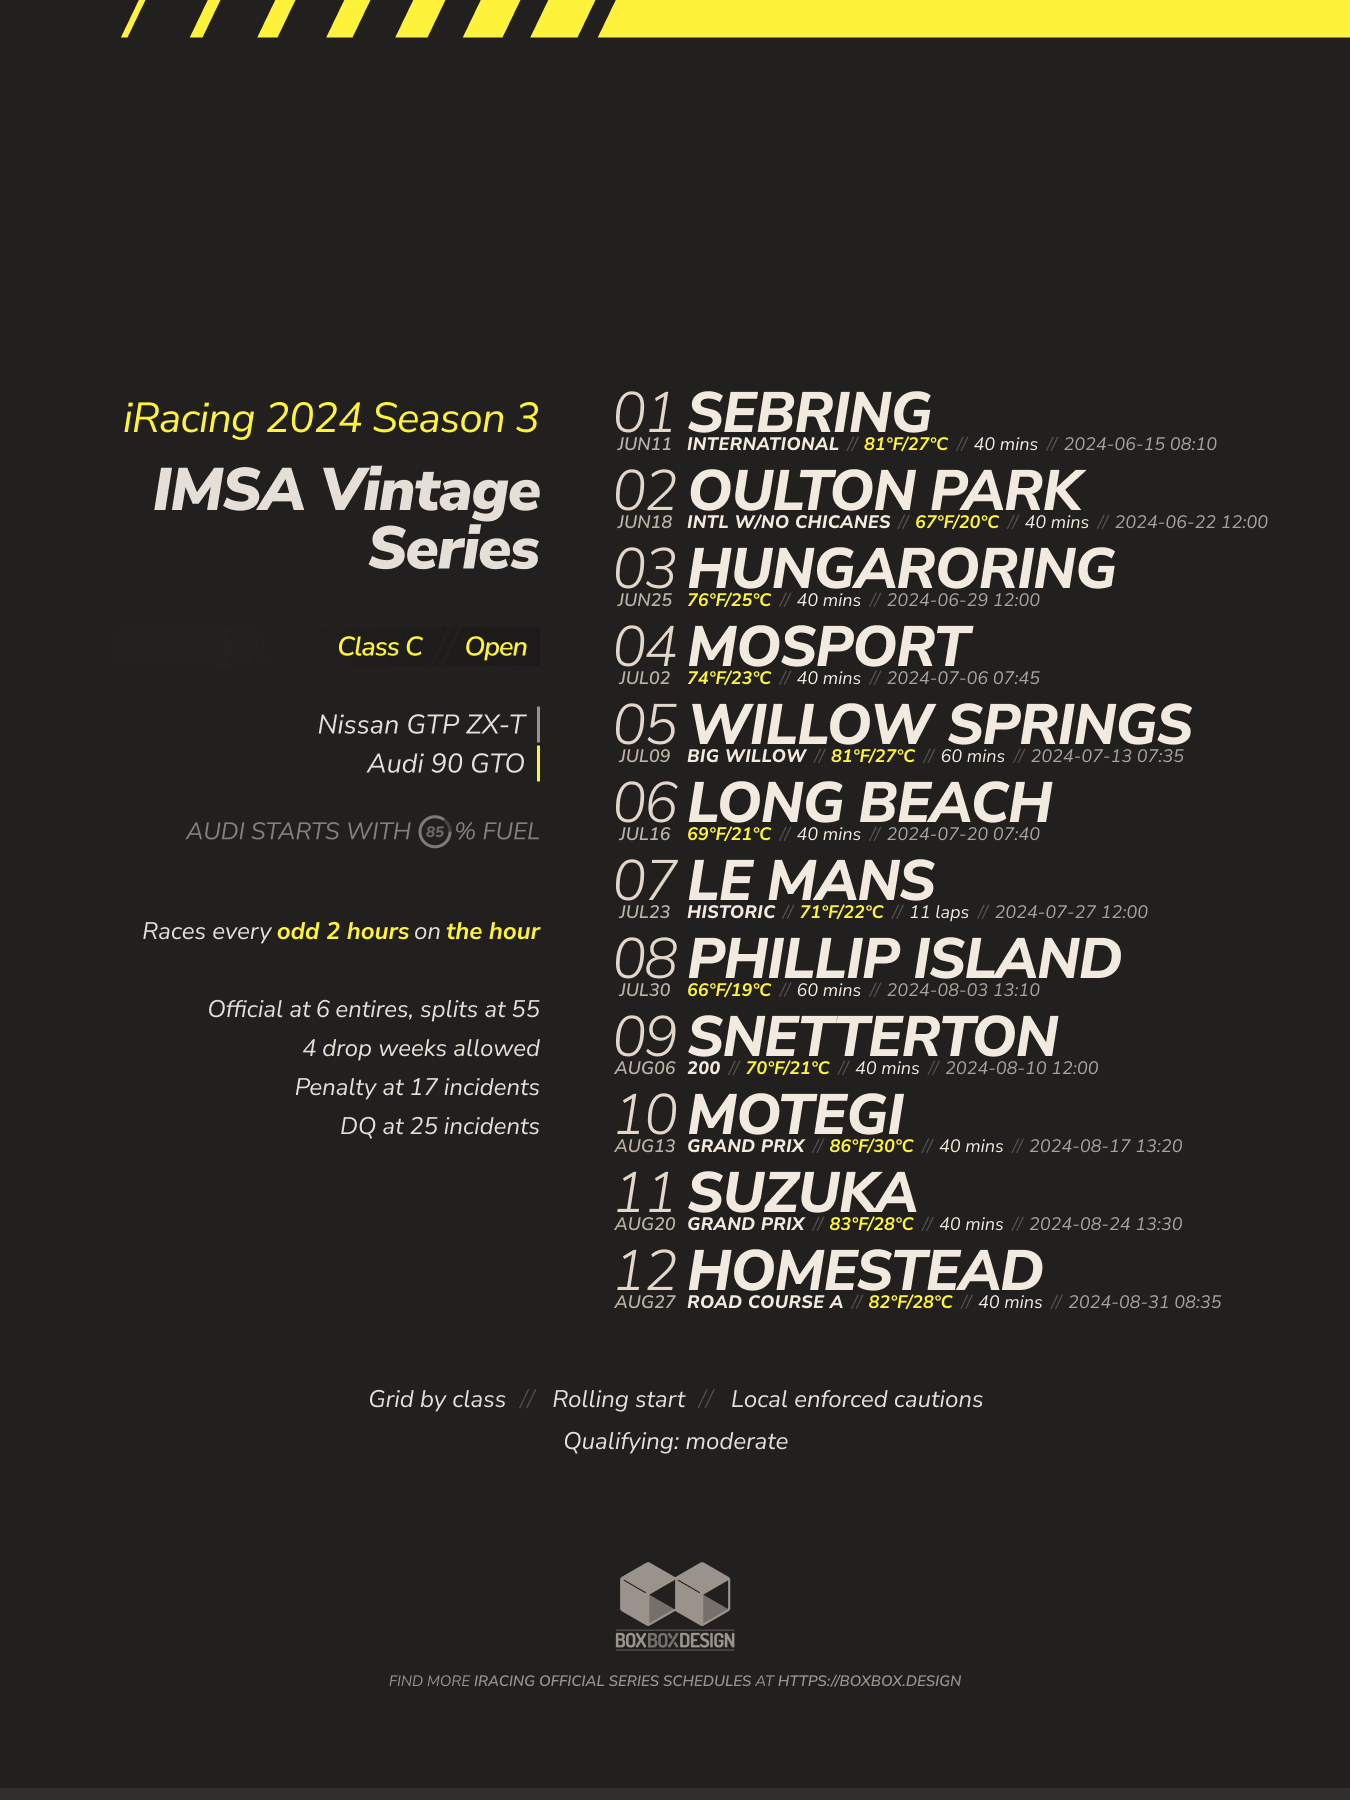 iRacing 2024 Season 3
IMSA Vintage
Series
Class C // Open
Nissan GTP ZX-T
Audi 90 GTO
AUDI STARTS WITH 85 % FUEL
Races every odd 2 hours on the hour
Official at 6 entires, splits at 55
4 drop weeks allowed
Penalty at 17 incidents
DQ at 25 incidents
01 SEBRING
JUN11 INTERNATIONAL // 81°F/27°C // 40 mins // 2024-06-15 08:10
02 OULTON PARK
JUN18 INTL W/NO CHICANES // 67°F/20°C // 40 mins // 2024-06-22 12:00
03 HUNGARORING
JUN25 76°F/25°C // 40 mins // 2024-06-29 12:00
04 MOSPORT
JUL02 74°F/23°C // 40 mins // 2024-07-06 07:45
05 WILLOW SPRINGS
JUL09 BIG WILLOW // 81°F/27°C // 60 mins // 2024-07-13 07:35
06 LONG BEACH
JUL16 69°F/21°C // 40 mins // 2024-07-20 07:40
07 LE MANS
JUL23 HISTORIC // 71°F/22°C // 11 laps // 2024-07-27 12:00
08 PHILLIP ISLAND
JUL30 66°F/19°C // 60 mins // 2024-08-03 13:10
09 SNETTERTON
AUG06 200 // 70°F/21°C // 40 mins // 2024-08-10 12:00
10 MOTEGI
AUG13 GRAND PRIX // 86°F/30°C // 40 mins // 2024-08-17 13:20
11 SUZUKA
AUG20 GRAND PRIX // 83°F/28°C // 40 mins // 2024-08-24 13:30
12 HOMESTEAD
AUG27 ROAD COURSE A // 82°F/28°C // 40 mins // 2024-08-31 08:35
Grid by class // Rolling start // Local enforced cautions
Qualifying: moderate
BOXBOXDESIGN
FIND MORE IRACING OFFICIAL SERIES SCHEDULES AT HTTPS://BOXBOX.DESIGN